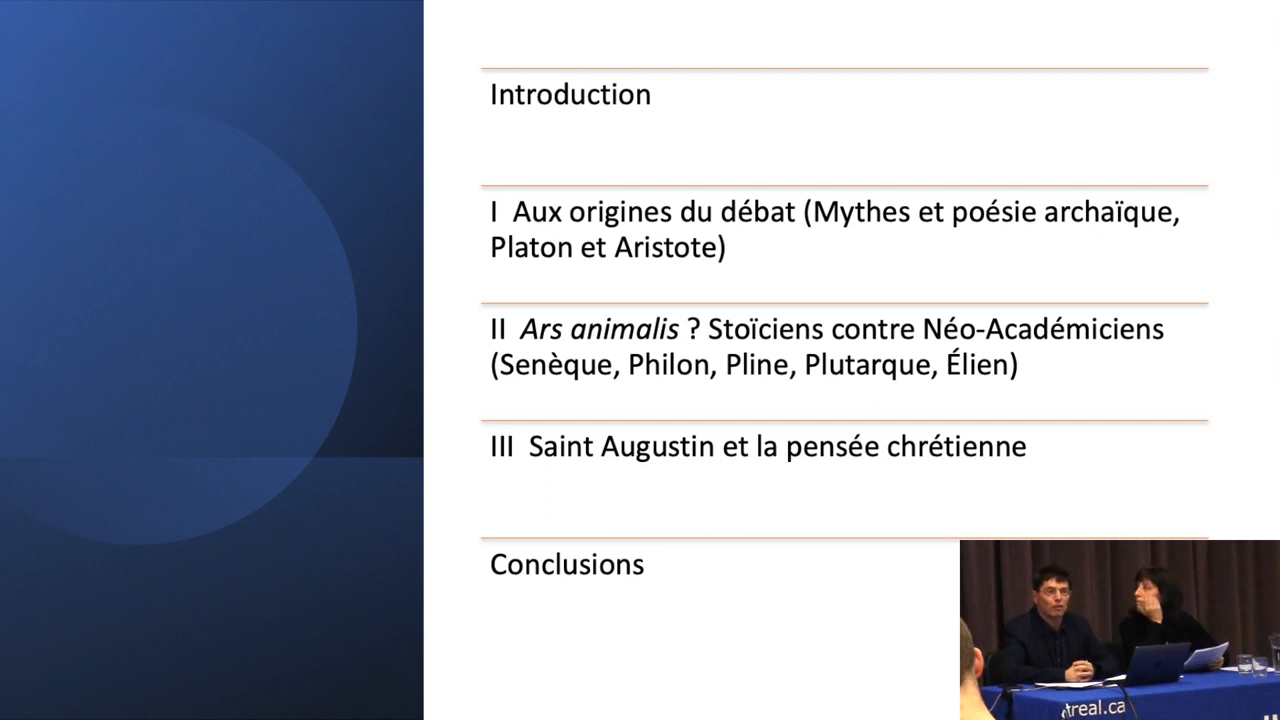 Introduction
I Aux origines du débat (Mythes et poésie archaïque,
Platon et Aristote)
II Ars animalis ? Stoïciens contre Néo-Académiciens
(Senèque, Philon, Pline, Plutarque, Élien)
III Saint Augustin et la pensée chrétienne
Conclusions
treal.ca